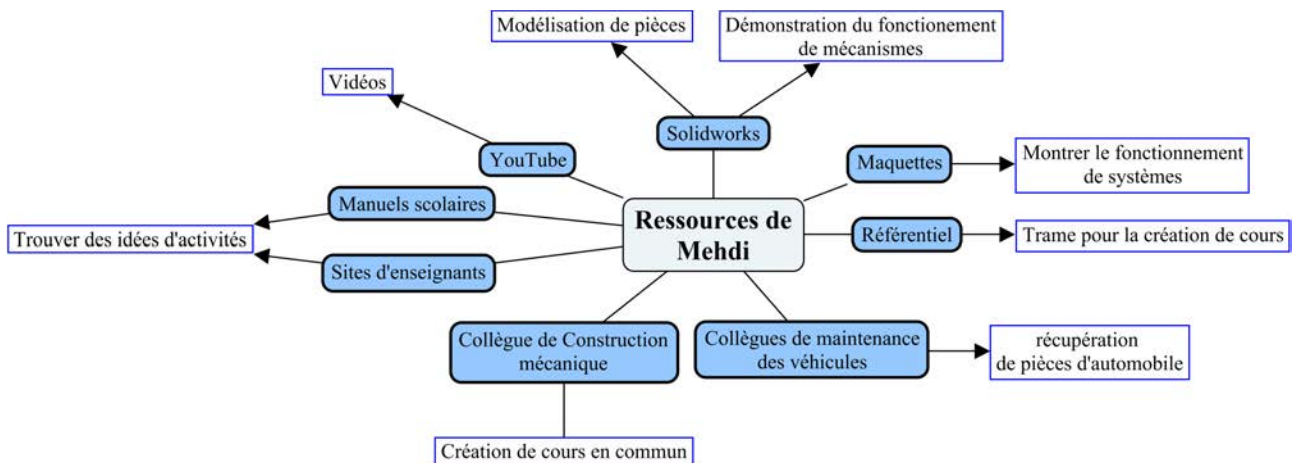 Modélisation de pièces
Démonstration du fonctionement
de mécanismes
Vidéos
Solidworks
YouTube
Maquettes
Montrer le fonctionnement
de systèmes
Manuels scolaires
Ressources de
Mehdi
Trouver des idées d'activités
Référentiel
Trame pour la création de cours
Sites d'enseignants
Collègue de Construction
mécanique
Collègues de maintenance
des véhicules
récupération
de pièces d'automobile
Création de cours en commun